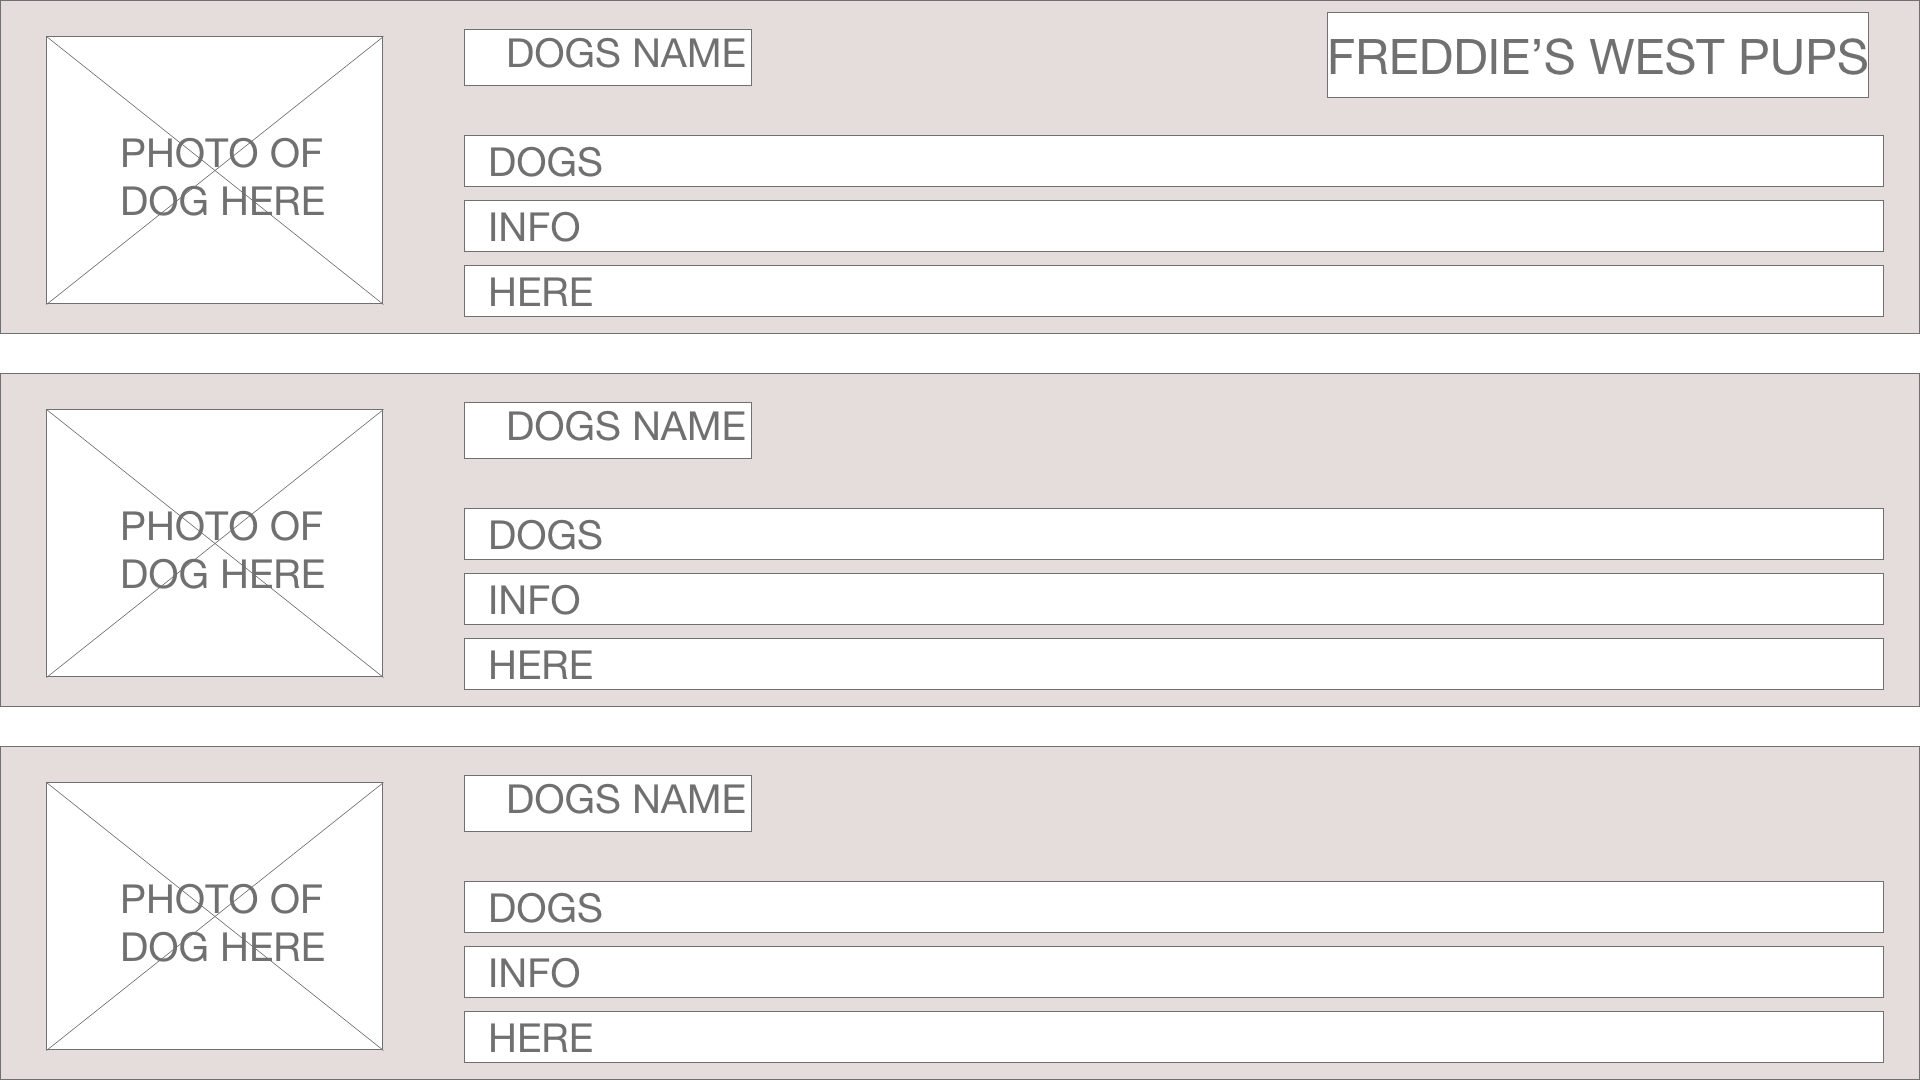 DOGS NAME
FREDDIE’S WEST PUPS
PHOTO OF
DOG HERE
DOGS
INFO
HERE
DOGS NAME
PHOTO OF
DOG HERE
DOGS
INFO
HERE
DOGS NAME
PHOTO OF
DOG HERE
DOGS
INFO
HERE